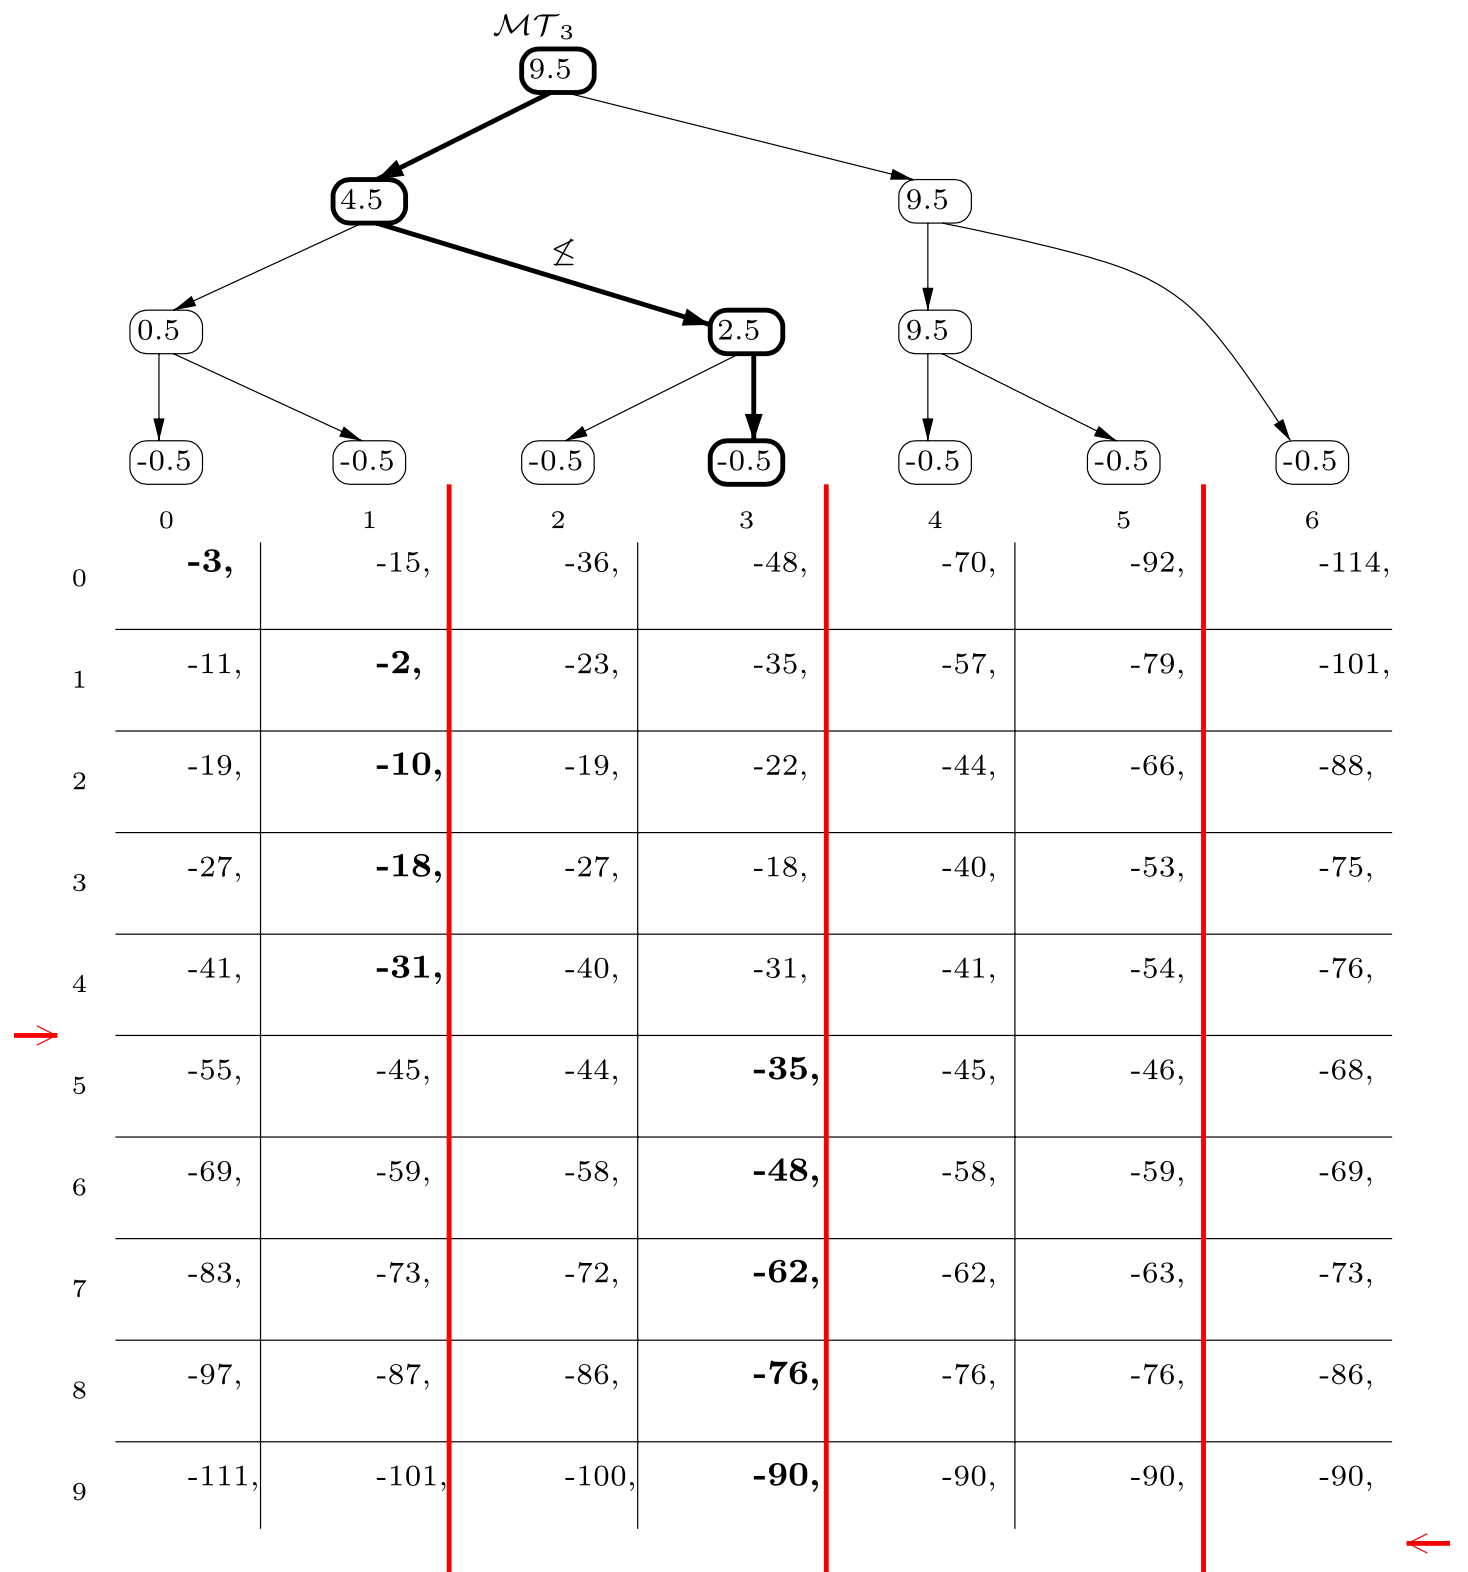 𝓜𝓣₃
9.5
4.5 9.5
≰
0.5 2.5 9.5
-0.5 -0.5 -0.5 -0.5 -0.5 -0.5 -0.5
0 1 2 3 4 5 6
0 -3, -15, -36, -48, -70, -92, -114,
1 -11, -2, -23, -35, -57, -79, -101,
2 -19, -10, -19, -22, -44, -66, -88,
3 -27, -18, -27, -18, -40, -53, -75,
4 -41, -31, -40, -31, -41, -54, -76,
5 -55, -45, -44, -35, -45, -46, -68,
6 -69, -59, -58, -48, -58, -59, -69,
7 -83, -73, -72, -62, -62, -63, -73,
8 -97, -87, -86, -76, -76, -76, -86,
9 -111, -101, -100, -90, -90, -90, -90,